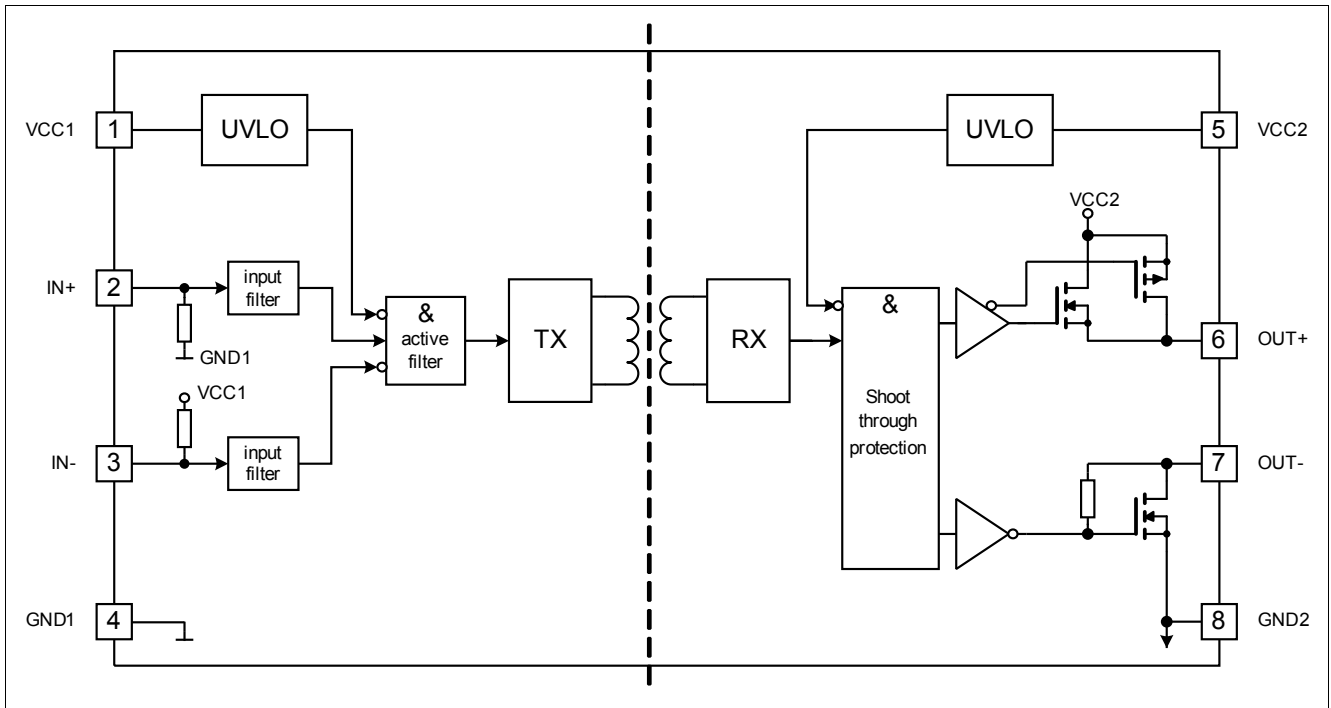 VCC1
1
UVLO
UVLO
5
VCC2
VCC2
IN+
2
input
filter
GND1
&
active
filter
TX
RX
&
Shoot
through
protection
6
OUT+
VCC1
IN-
3
input
filter
7
OUT-
GND1
4
8
GND2